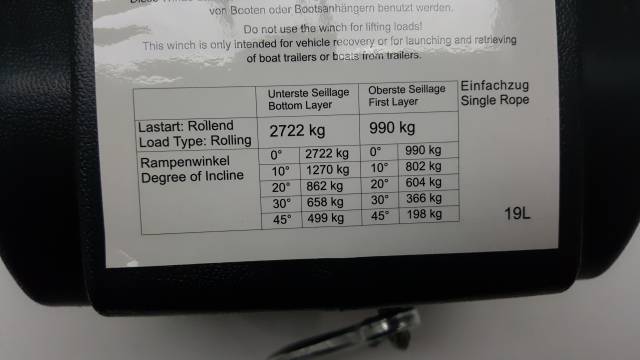 von Booten oder Bootsanhängern benutzt werden.
Do not use the winch for lifting loads!
This winch is only intended for vehicle recovery or for launching and retrieving
of boat trailers or boats from trailers.
Unterste Seillage Oberste Seillage Einfachzug
Bottom Layer First Layer Single Rope
Lastart: Rollend
Load Type: Rolling 2722 kg 990 kg
Rampenwinkel
Degree of Incline
0° 2722 kg 0° 990 kg
10° 1270 kg 10° 802 kg
20° 862 kg 20° 604 kg
30° 658 kg 30° 366 kg
45° 499 kg 45° 198 kg
19L